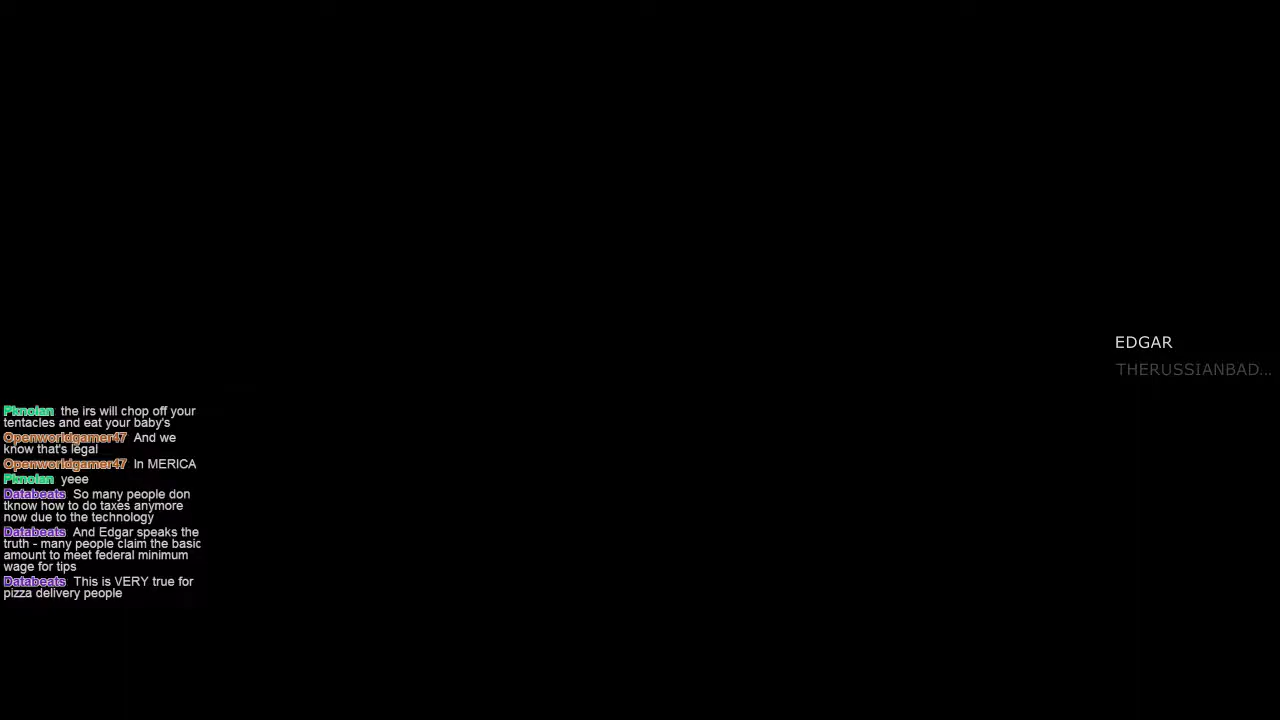 EDGAR
THERUSSIANBAD...
Pknoian the irs will chop off your
tentacles and eat your baby's
Openworldgamer47 And we
know that's legal
Openworldgamer47 In MERICA
Pknoian yeee
Databeats So many people don
tknow how to do taxes anymore
now due to the technology
Databeats And Edgar speaks the
truth - many people claim the basic
amount to meet federal minimum
wage for tips
Databeats This is VERY true for
pizza delivery people